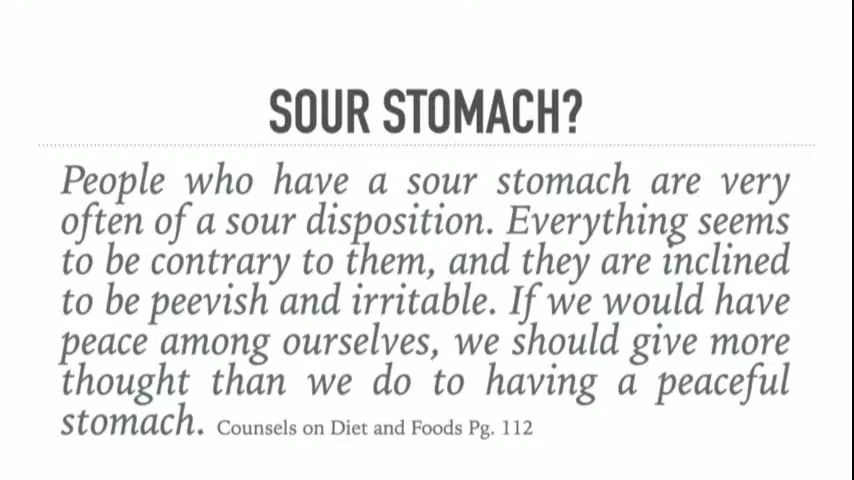 SOUR STOMACH?
People who have a sour stomach are very
often of a sour disposition. Everything seems
to be contrary to them, and they are inclined
to be peevish and irritable. If we would have
peace among ourselves, we should give more
thought than we do to having a peaceful
stomach. Counsels on Diet and Foods Pg. 112